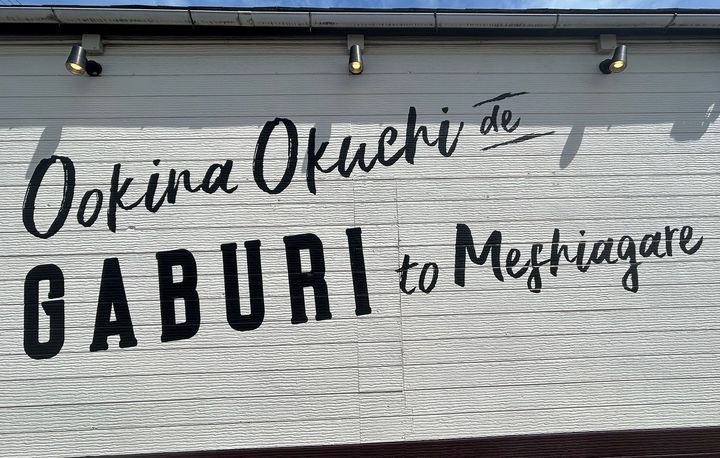 Ookina Okuchi de
GABURI to Meshiagare